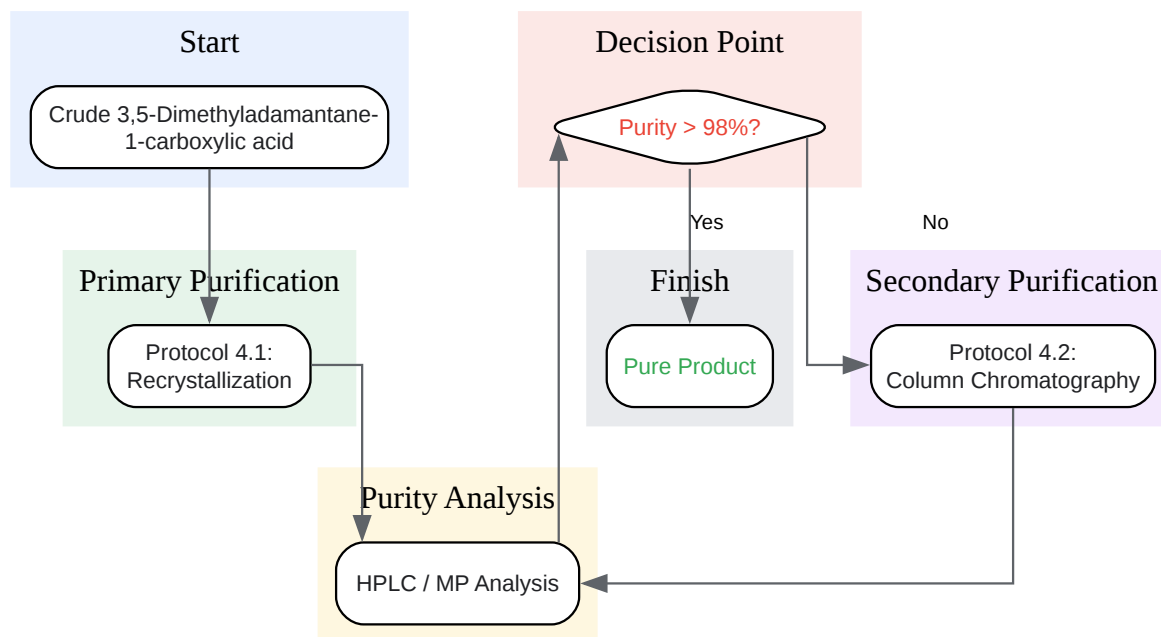 Start
Crude 3,5-Dimethyladamantane-
1-carboxylic acid
Decision Point
Purity > 98%?
Yes
No
Primary Purification
Protocol 4.1:
Recrystallization
Finish
Pure Product
Secondary Purification
Protocol 4.2:
Column Chromatography
Purity Analysis
HPLC / MP Analysis